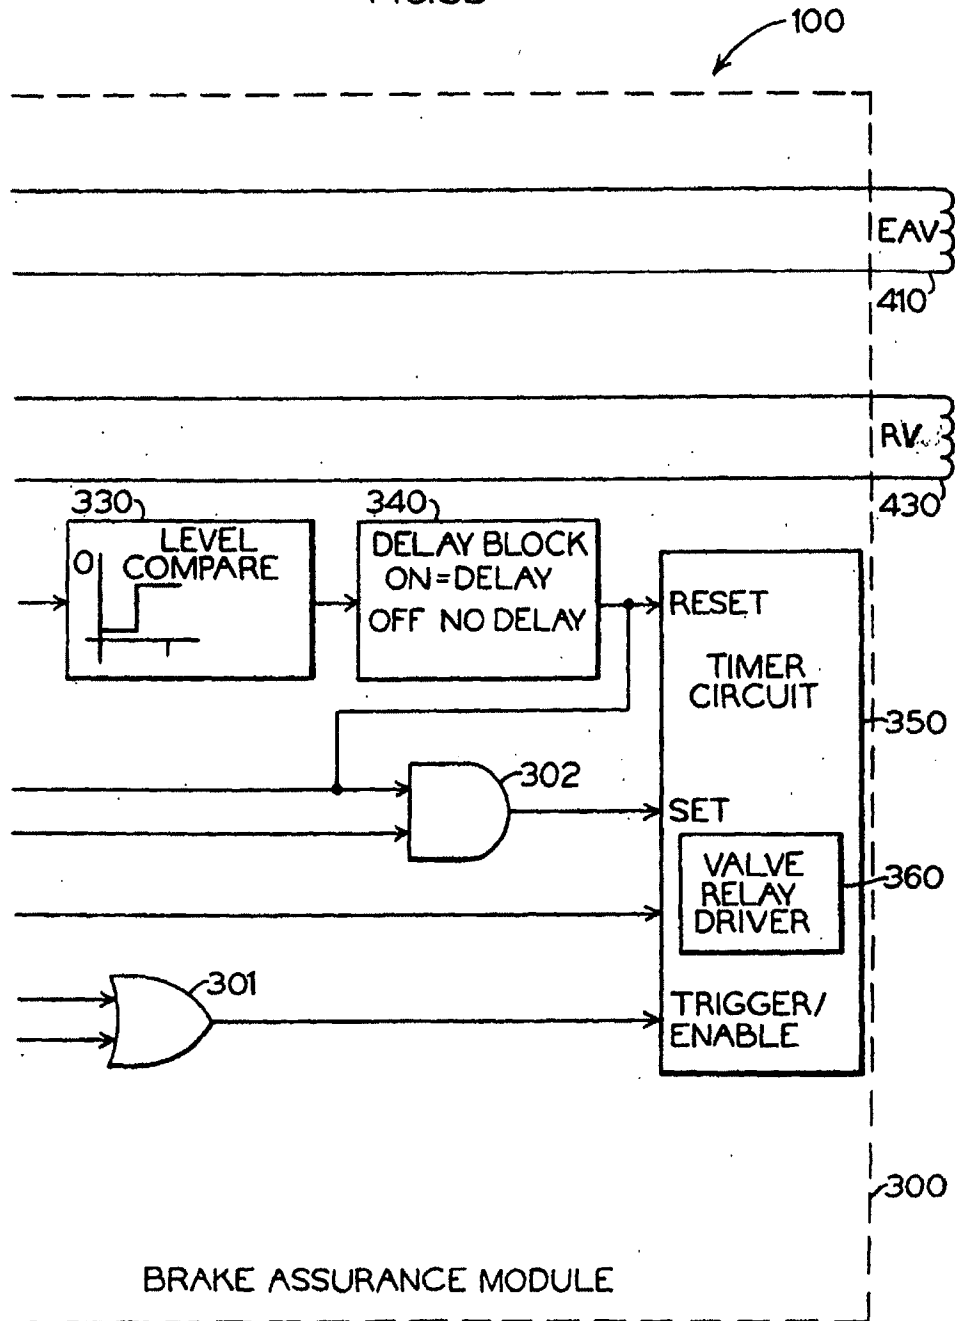 100
EAV
410
RV
430
330
340
LEVEL
COMPARE
0
DELAY BLOCK
ON=DELAY
OFF NO DELAY
RESET
TIMER
CIRCUIT
350
302
SET
VALVE
RELAY
DRIVER
360
301
TRIGGER/
ENABLE
300
BRAKE ASSURANCE MODULE